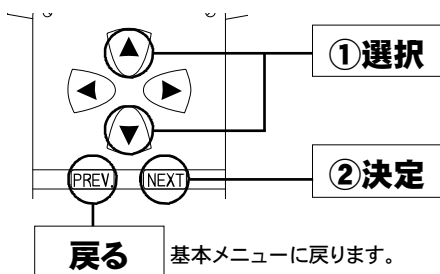 ①選択
PREV.
NEXT
②決定
戻る
基本メニューに戻ります。